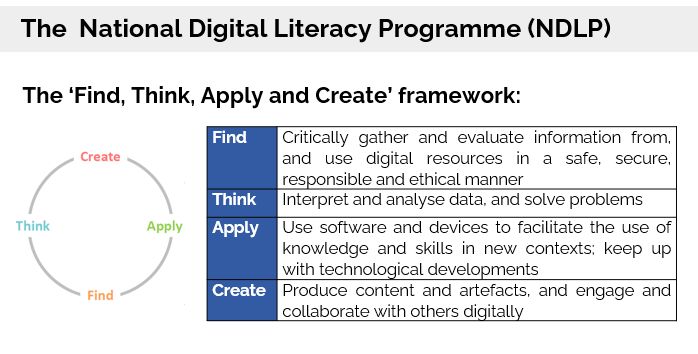 The  National Digital Literacy Programme (NDLP)
The ‘Find, Think, Apply and Create’ framework:
Create
Think
Apply
Find
Find
Critically gather and evaluate information from,
and use digital resources in a safe, secure,
responsible and ethical manner
Think
Interpret and analyse data, and solve problems
Apply
Use software and devices to facilitate the use of
knowledge and skills in new contexts; keep up
with technological developments
Create
Produce content and artefacts, and engage and
collaborate with others digitally